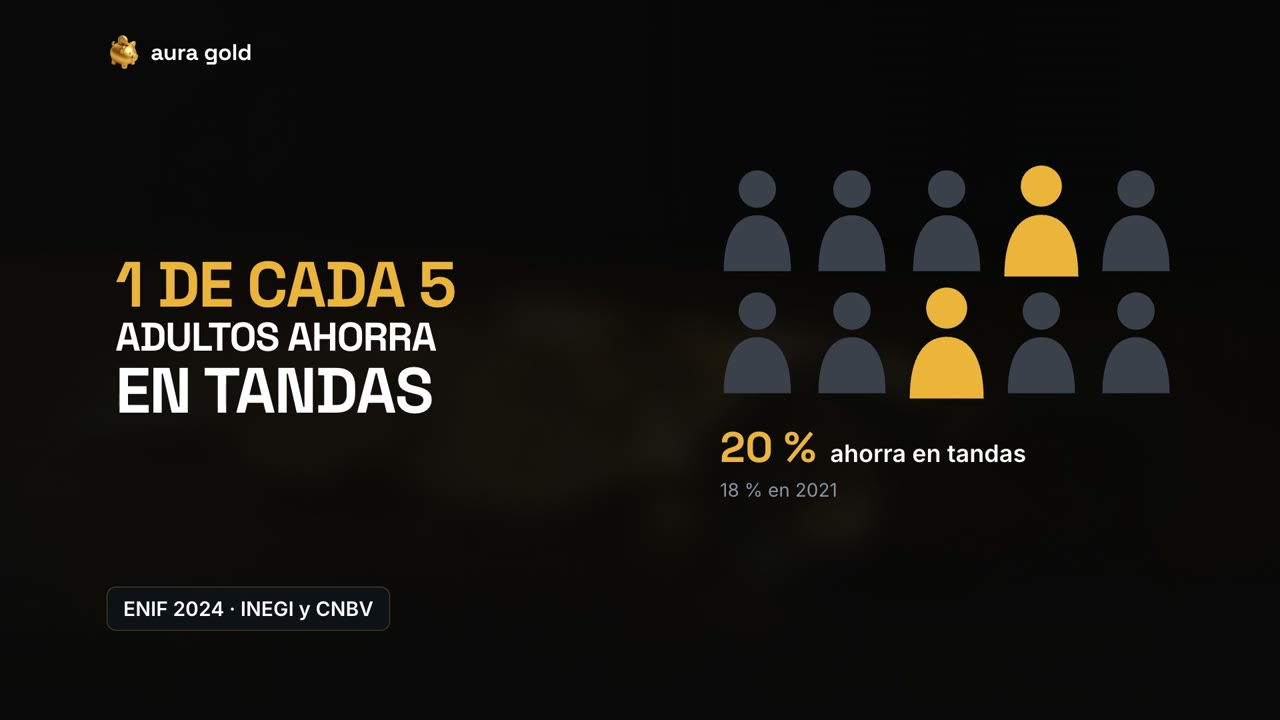 aura gold
1 DE CADA 5
ADULTOS AHORRA
EN TANDAS
20 % ahorra en tandas
18 % en 2021
ENIF 2024 · INEGI y CNBV